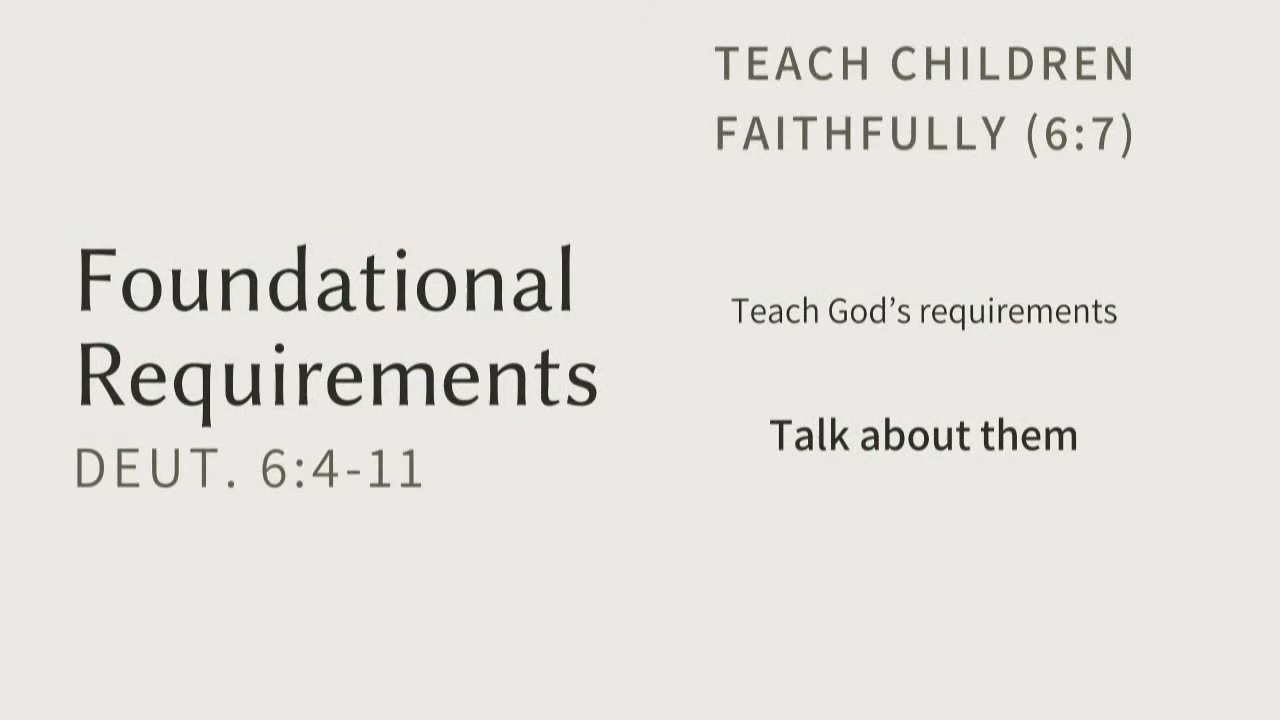 Foundational
Requirements
DEUT. 6:4-11
TEACH CHILDREN
FAITHFULLY (6:7)
Teach God’s requirements
Talk about them